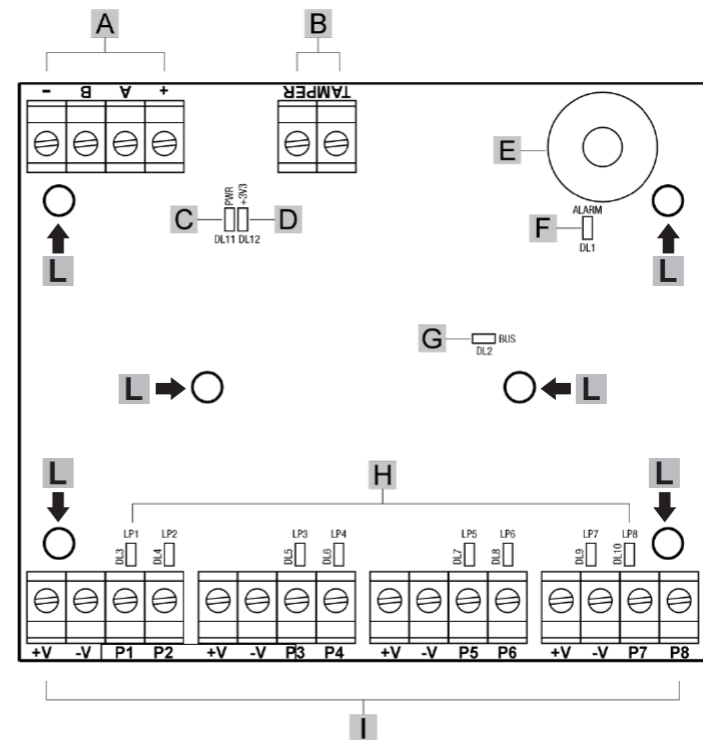 A B
- B A + TAMPER
E
C PWR +3V3 D
DL11 DL12
ALARM
F
DL1
L L
G BUS
DL2
L L
L L
H
LP1 LP2 LP3 LP4 LP5 LP6 LP7 LP8
DL3 DL4 DL5 DL6 DL7 DL8 DL9 DL10
+V -V P1 P2 +V -V P3 P4 +V -V P5 P6 +V -V P7 P8
I